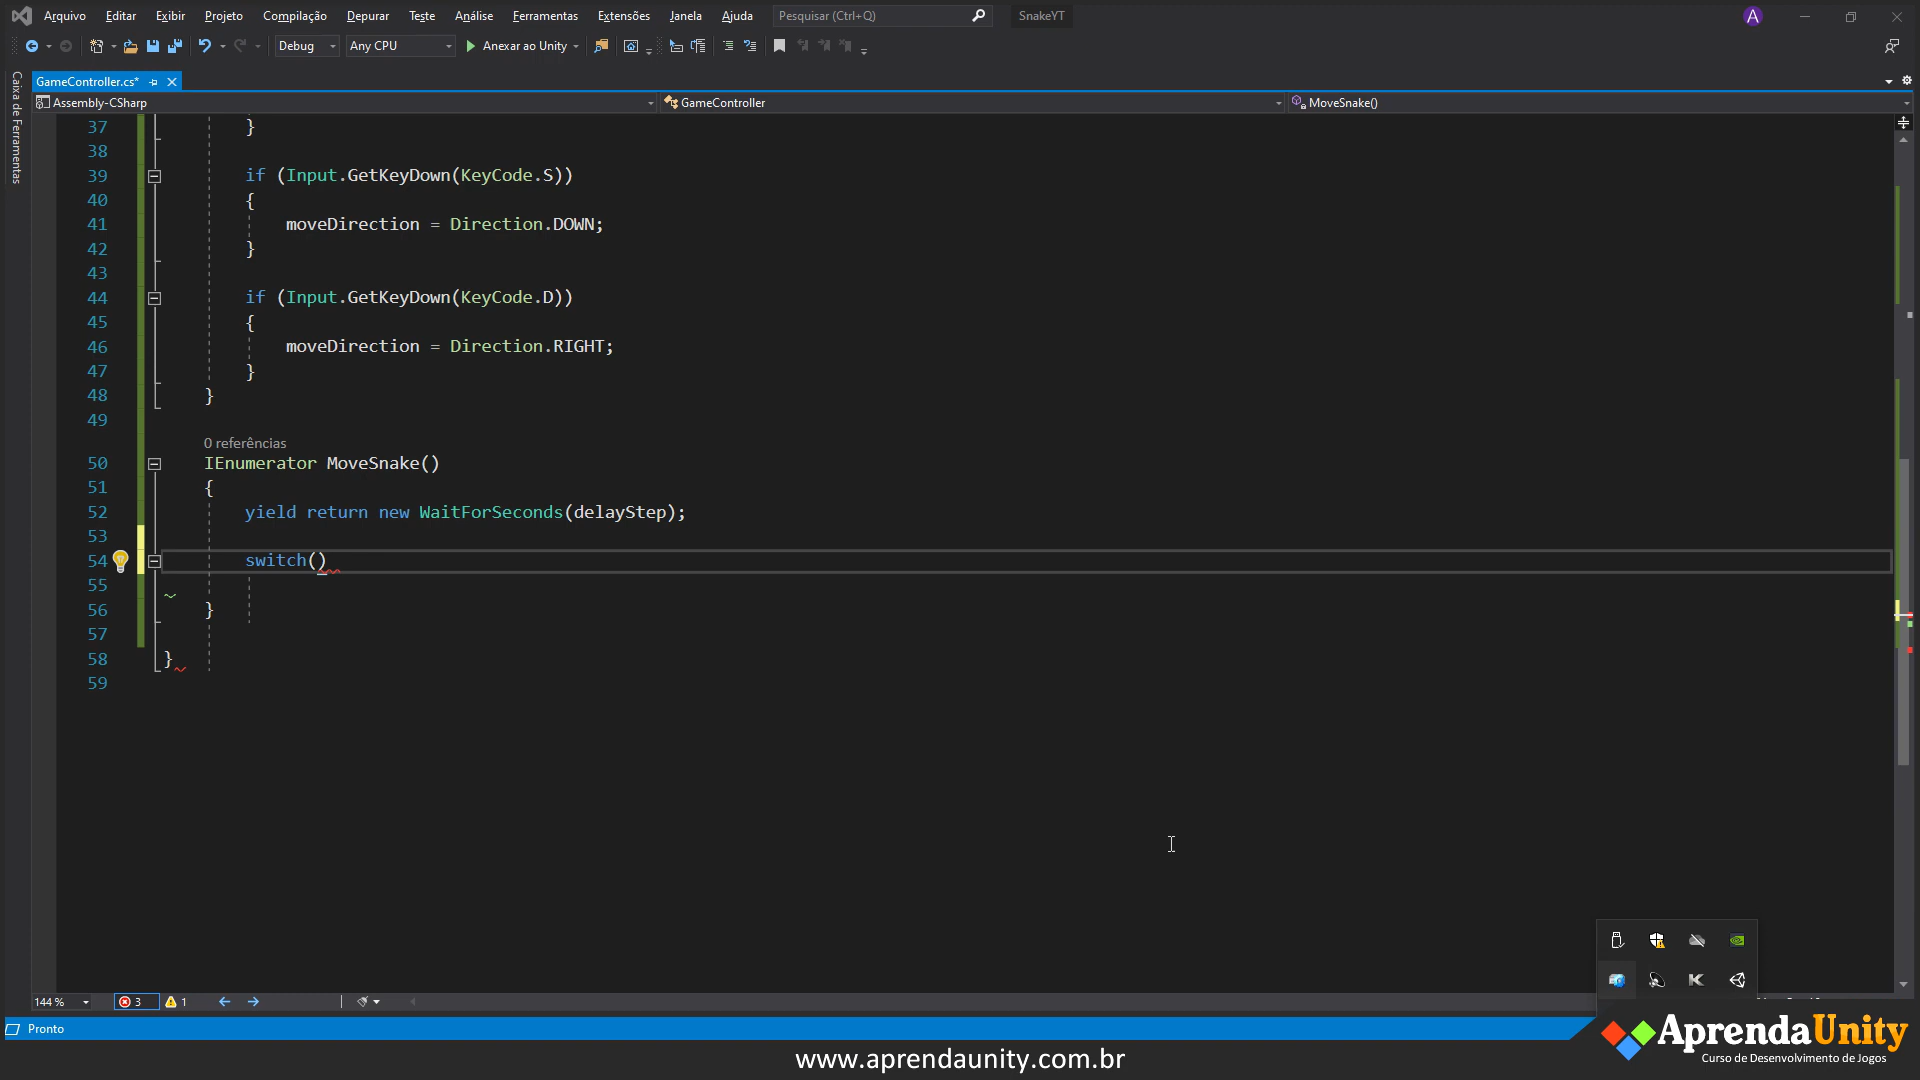 Arquivo Editar Exibir Projeto Compilação Depurar Teste Análise Ferramentas Extensões Janela Ajuda Pesquisar (Ctrl+Q) SnakeYT A
Debug Any CPU Anexar ao Unity
Caixa de Ferramentas
GameController.cs*
Assembly-CSharp GameController MoveSnake()
37 }
38
39 if (Input.GetKeyDown(KeyCode.S))
40 {
41 moveDirection = Direction.DOWN;
42 }
43
44 if (Input.GetKeyDown(KeyCode.D))
45 {
46 moveDirection = Direction.RIGHT;
47 }
48 }
49
0 referências
50 IEnumerator MoveSnake()
51 {
52 yield return new WaitForSeconds(delayStep);
53
54 switch()
55
56 }
57
58 }
59
144 % 3 1
Pronto
AprendaUnity
Curso de Desenvolvimento de Jogos
www.aprendaunity.com.br